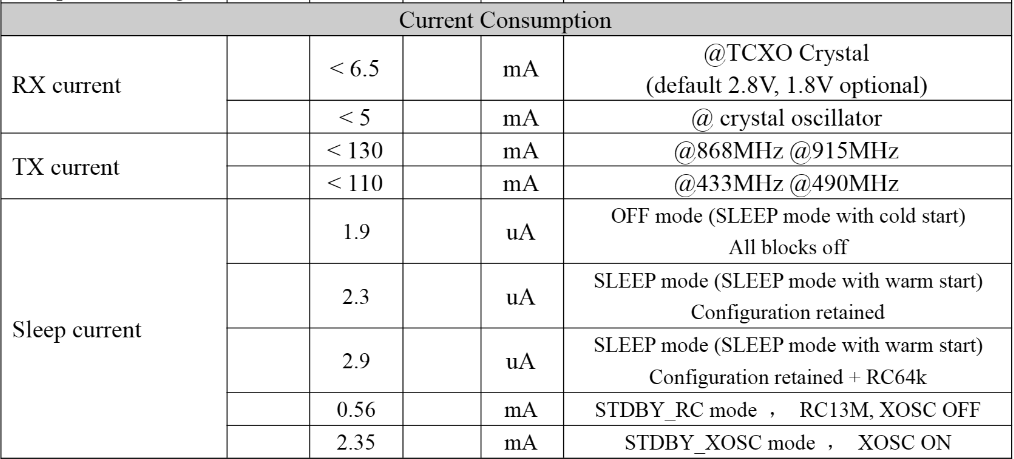 Current Consumption
RX current
< 6.5
mA
@TCXO Crystal
(default 2.8V, 1.8V optional)
< 5
mA
@ crystal oscillator
TX current
< 130
mA
@868MHz @915MHz
< 110
mA
@433MHz @490MHz
Sleep current
1.9
uA
OFF mode (SLEEP mode with cold start)
All blocks off
2.3
uA
SLEEP mode (SLEEP mode with warm start)
Configuration retained
2.9
uA
SLEEP mode (SLEEP mode with warm start)
Configuration retained + RC64k
0.56
mA
STDBY_RC mode ， RC13M, XOSC OFF
2.35
mA
STDBY_XOSC mode ， XOSC ON